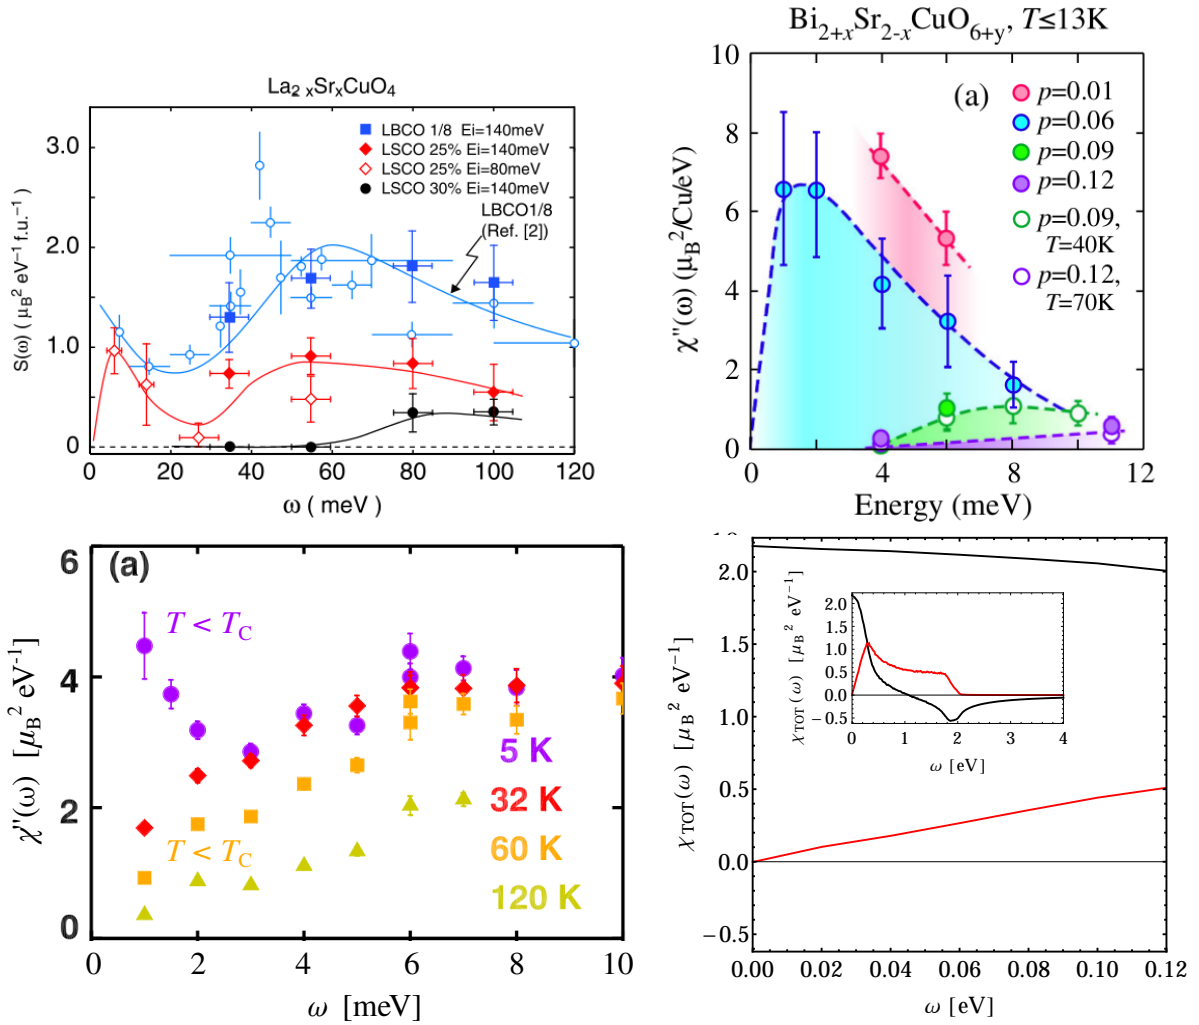 La₂ ₓSrₓCuO₄
LBCO 1/8 Ei=140meV
LSCO 25% Ei=140meV
LSCO 25% Ei=80meV
LSCO 30% Ei=140meV
LBCO1/8
(Ref. [2])
S(ω) ( μB² eV⁻¹ f.u.⁻¹ )
3.0
2.0
1.0
0
0 20 40 60 80 100 120
ω ( meV )
Bi₂₊ₓSr₂₋ₓCuO₆₊y, T≤13K
(a)
p=0.01
p=0.06
p=0.09
p=0.12
p=0.09,
T=40K
p=0.12,
T=70K
χ''(ω) (μB²/Cu/eV)
10
8
6
4
2
0
0 4 8 12
Energy (meV)
(a)
T < TC
5 K
32 K
60 K
T < TC
120 K
χ''(ω) [μB² eV⁻¹]
6
4
2
0
0 2 4 6 8 10
ω [meV]
χTOT(ω) [μB² eV⁻¹]
2.0
1.5
1.0
0.5
0.0
−0.5
0.00 0.02 0.04 0.06 0.08 0.10 0.12
ω [eV]
χTOT(ω) [μB² eV⁻¹]
2.0
1.5
1.0
0.5
0.0
−0.5
0 1 2 3 4
ω [eV]